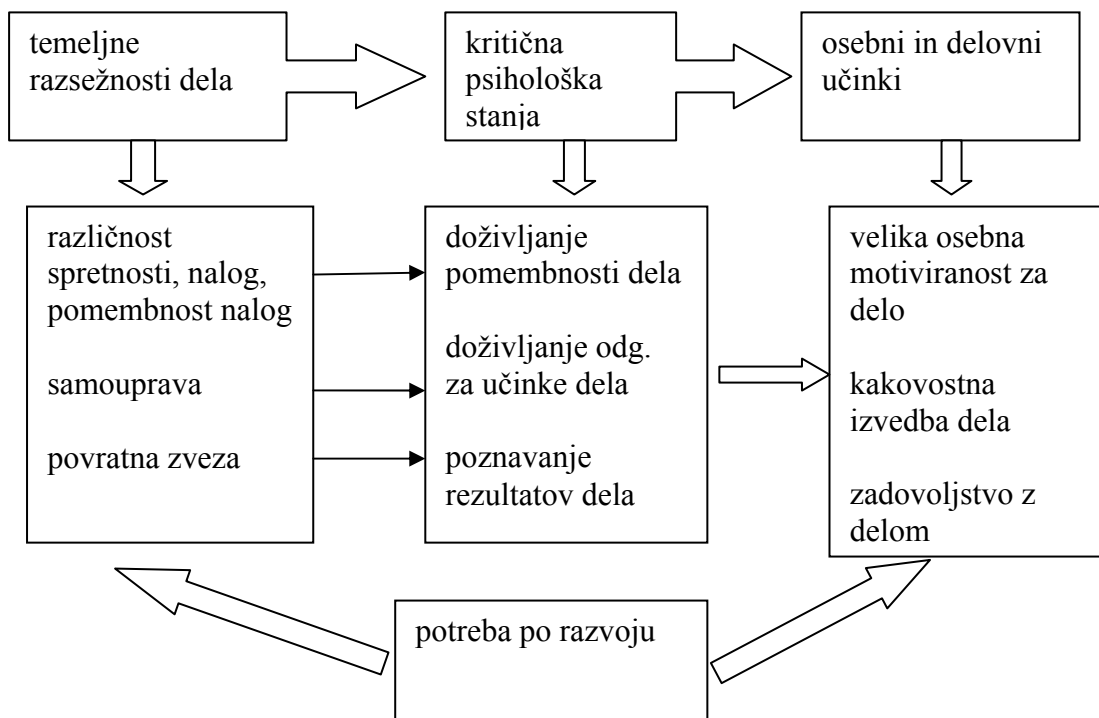 temeljne
razsežnosti dela
kritična
psihološka
stanja
osebni in delovni
učinki
različnost
spretnosti, nalog,
pomembnost nalog
samouprava
povratna zveza
doživljanje
pomembnosti dela
doživljanje odg.
za učinke dela
poznavanje
rezultatov dela
velika osebna
motiviranost za
delo
kakovostna
izvedba dela
zadovoljstvo z
delom
potreba po razvoju